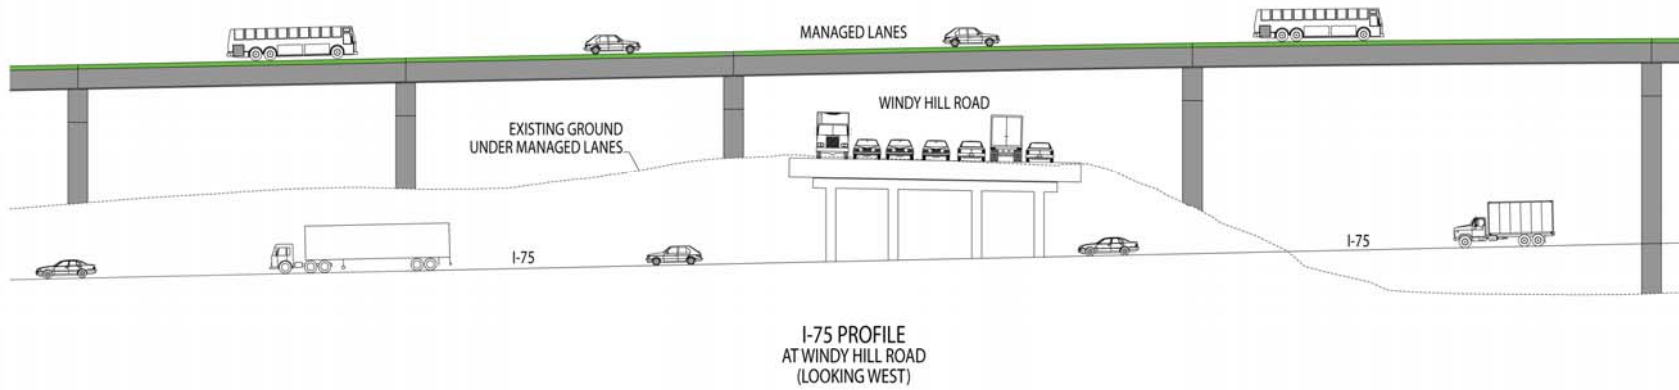 MANAGED LANES
WINDY HILL ROAD
EXISTING GROUND
UNDER MANAGED LANES
I-75
I-75
I-75 PROFILE
AT WINDY HILL ROAD
(LOOKING WEST)